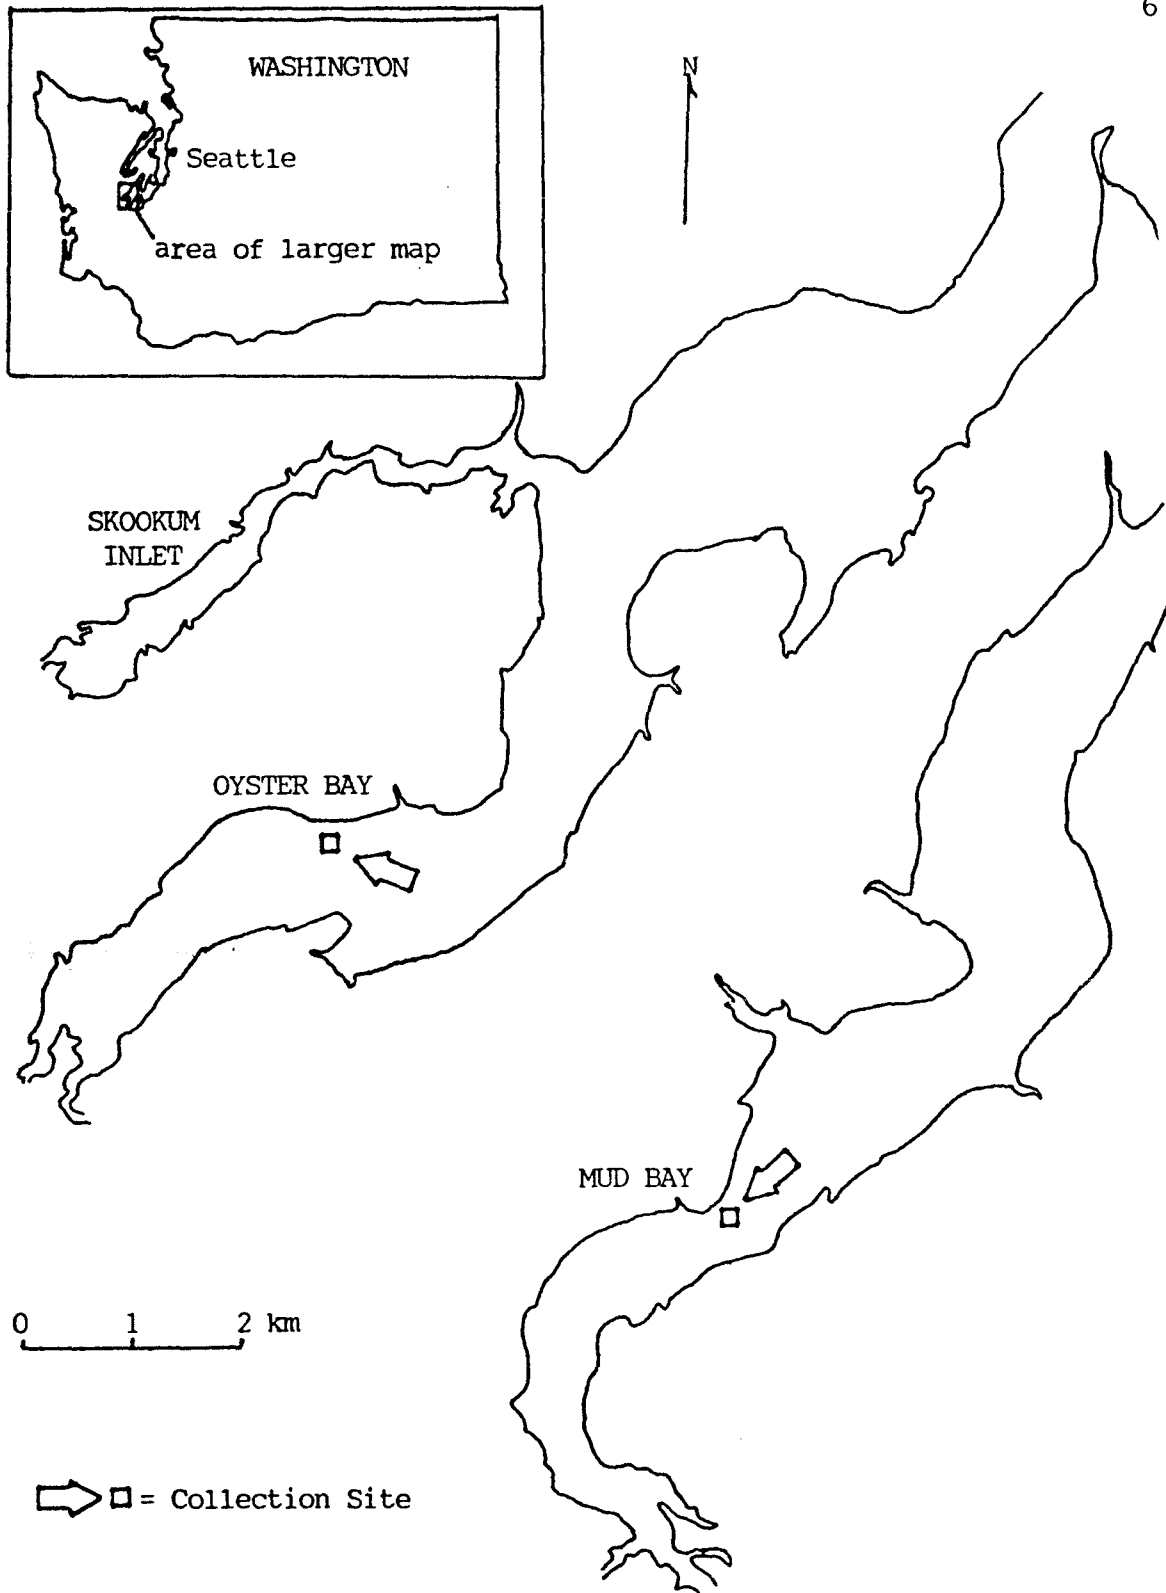 6
WASHINGTON
Seattle
area of larger map
N
SKOOKUM
INLET
OYSTER BAY
MUD BAY
0 1 2 km
= Collection Site